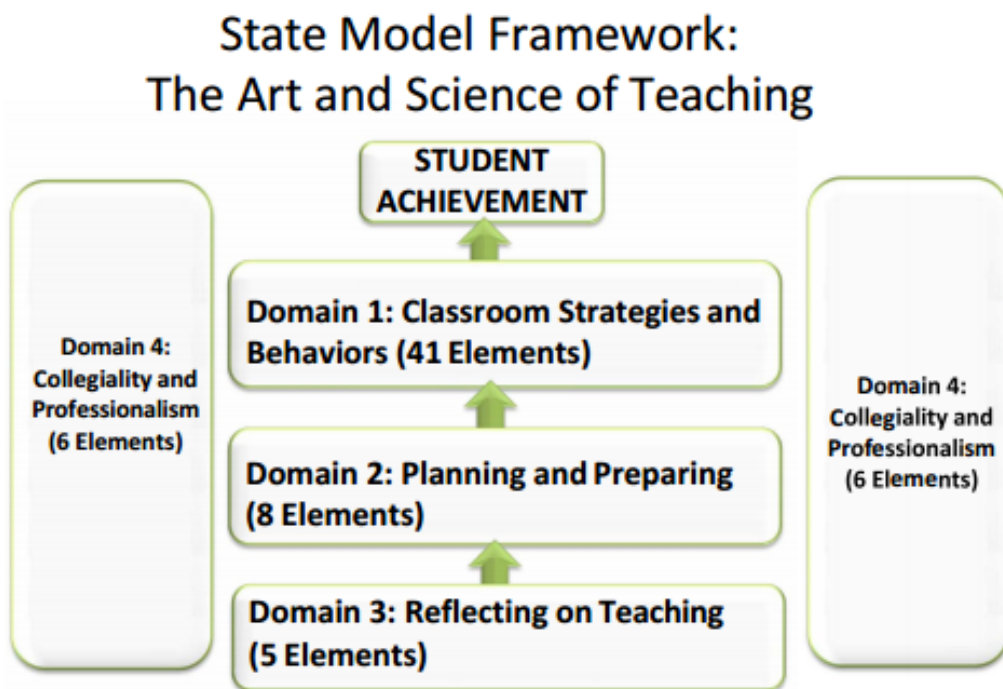 State Model Framework:
The Art and Science of Teaching
STUDENT
ACHIEVEMENT
Domain 4:
Collegiality and
Professionalism
(6 Elements)
Domain 1: Classroom Strategies and
Behaviors (41 Elements)
Domain 2: Planning and Preparing
(8 Elements)
Domain 3: Reflecting on Teaching
(5 Elements)
Domain 4:
Collegiality and
Professionalism
(6 Elements)